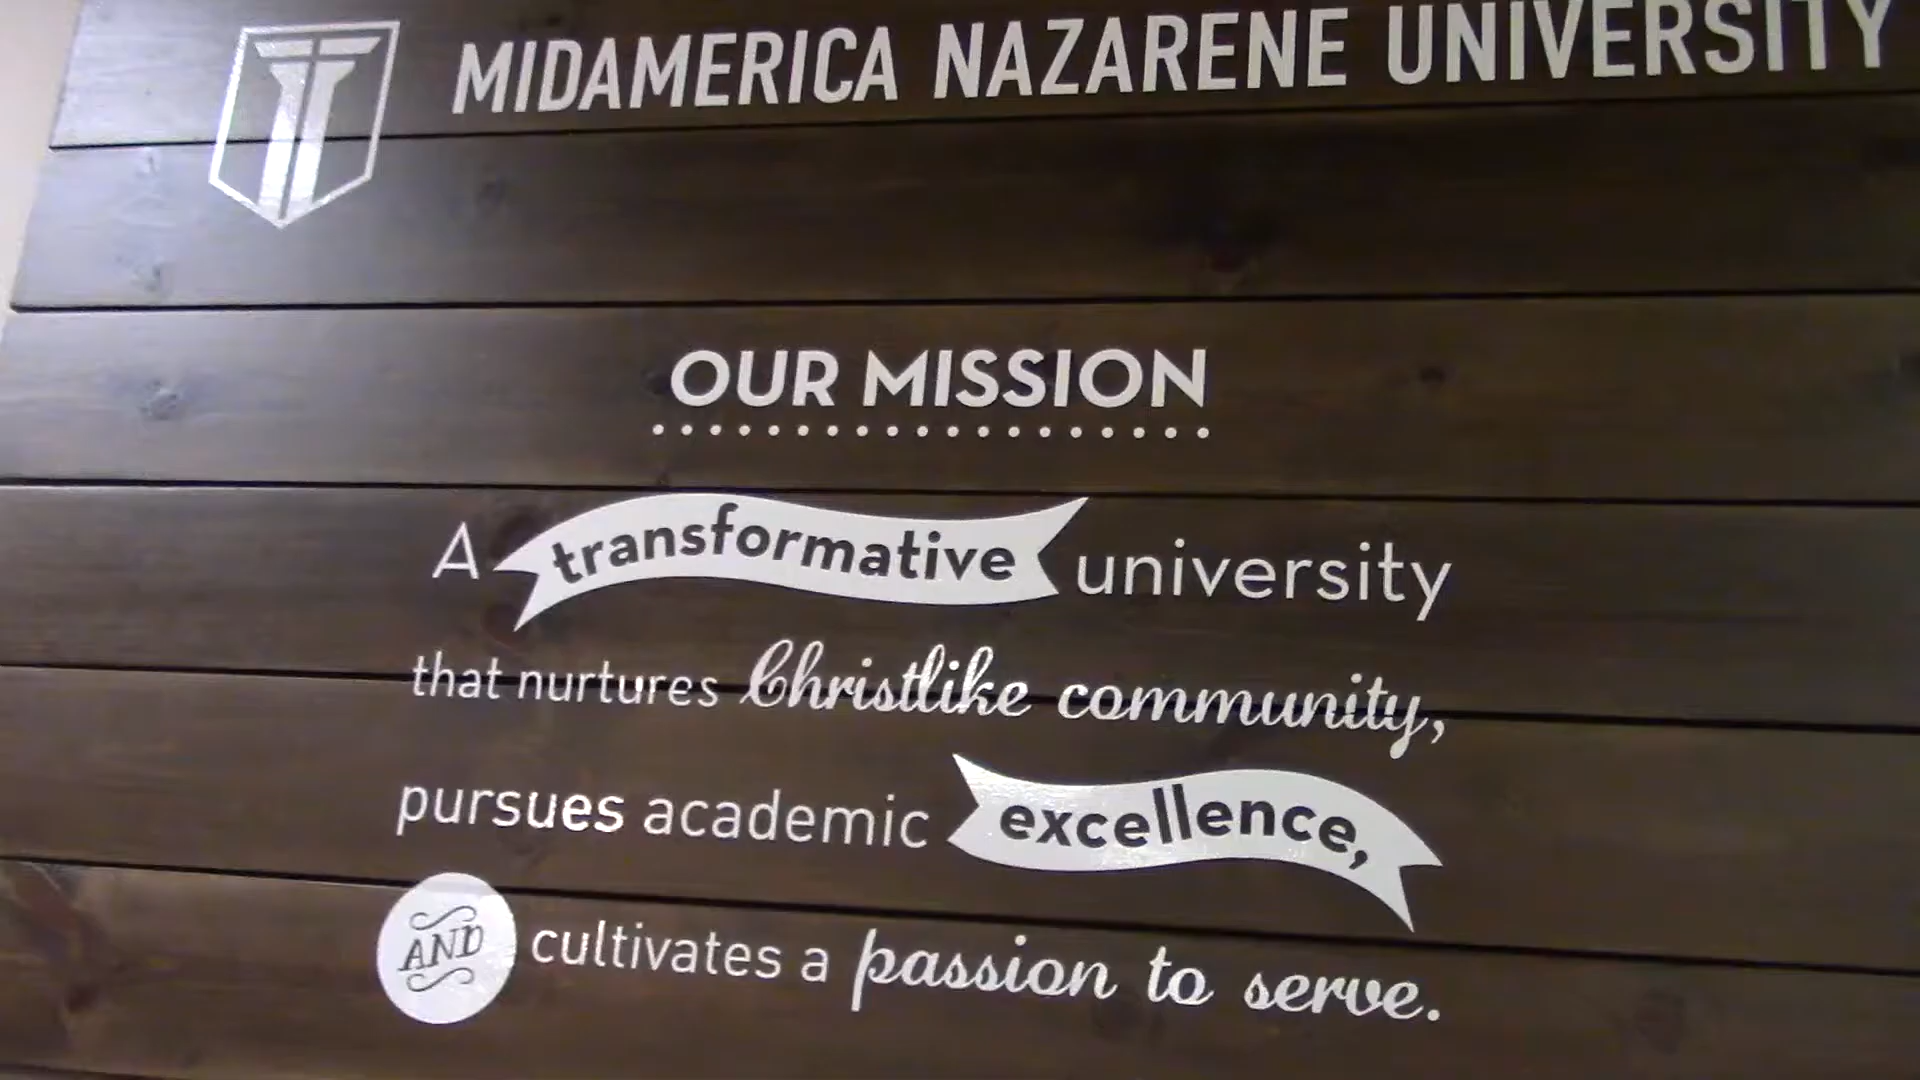 MIDAMERICA NAZARENE UNIVERSITY
OUR MISSION
A transformative university
that nurtures Christlike community,
pursues academic excellence,
AND cultivates a passion to serve.